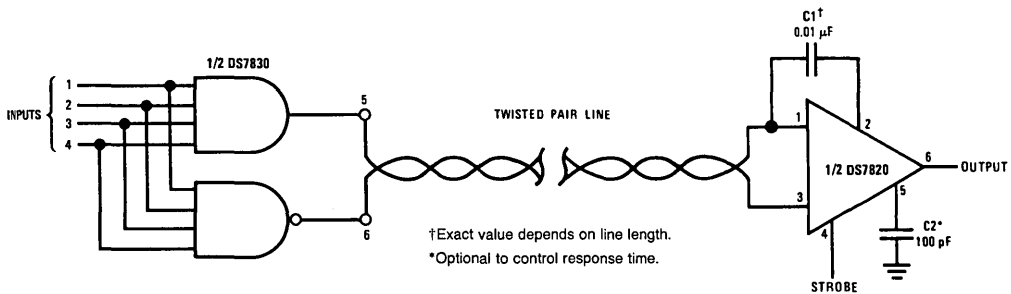 C1†
0.01 µF
1/2 DS7830
INPUTS
1
2
3
4
5
6
TWISTED PAIR LINE
1
2
3
4
5
6
1/2 DS7820
OUTPUT
C2*
100 pF
STROBE
†Exact value depends on line length.
*Optional to control response time.